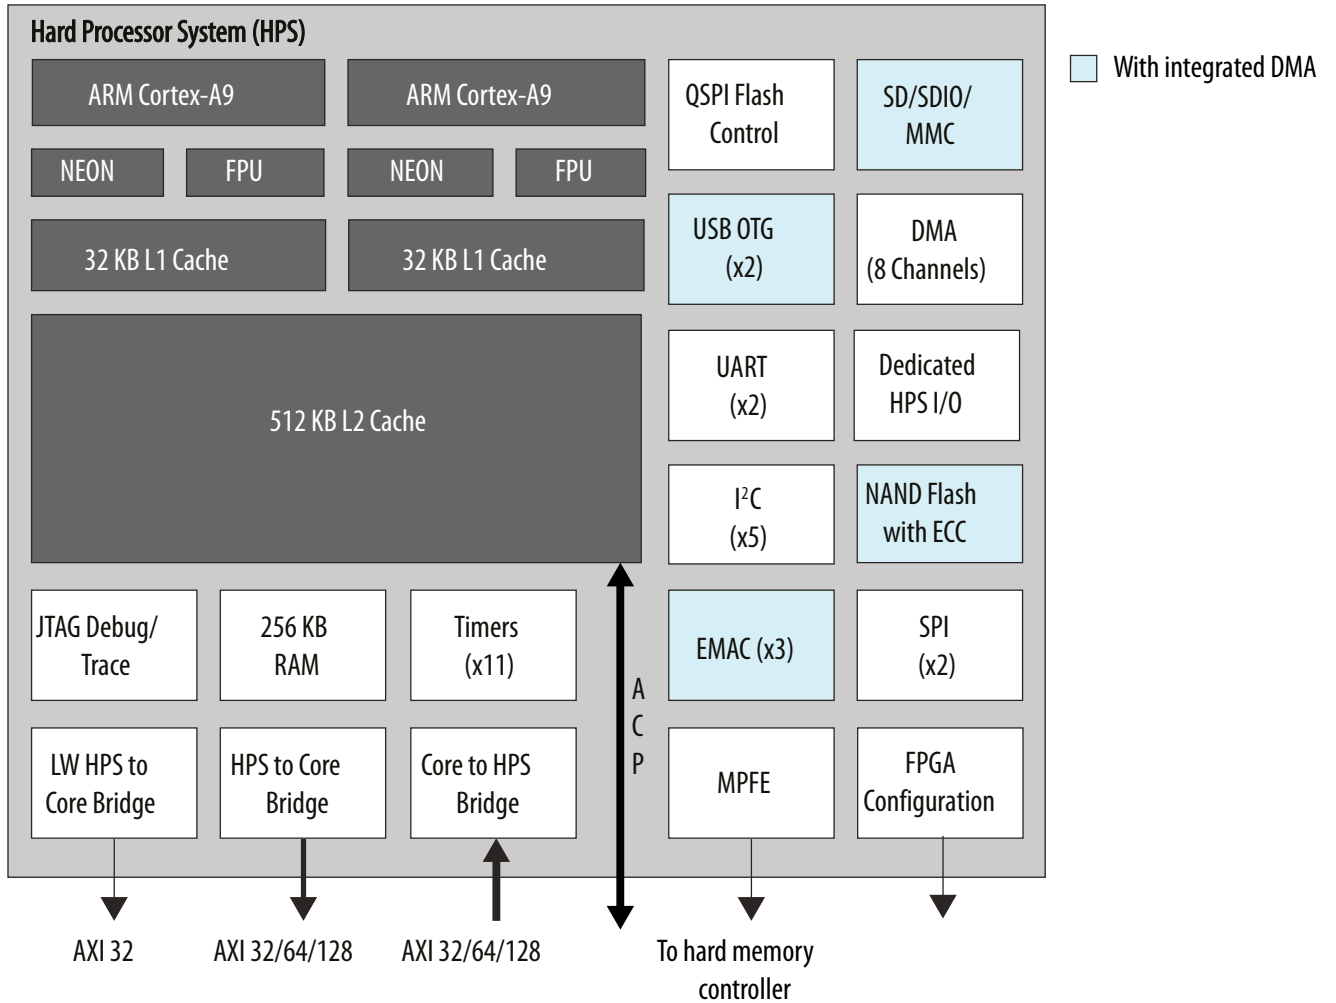 Hard Processor System (HPS)
With integrated DMA
ARM Cortex-A9
ARM Cortex-A9
QSPI Flash
Control
SD/SDIO/
MMC
NEON
FPU
NEON
FPU
USB OTG
(x2)
DMA
(8 Channels)
32 KB L1 Cache
32 KB L1 Cache
UART
(x2)
Dedicated
HPS I/O
512 KB L2 Cache
I²C
(x5)
NAND Flash
with ECC
JTAG Debug/
Trace
256 KB
RAM
Timers
(x11)
A
C
P
EMAC (x3)
SPI
(x2)
LW HPS to
Core Bridge
HPS to Core
Bridge
Core to HPS
Bridge
MPFE
FPGA
Configuration
AXI 32
AXI 32/64/128
AXI 32/64/128
To hard memory
controller